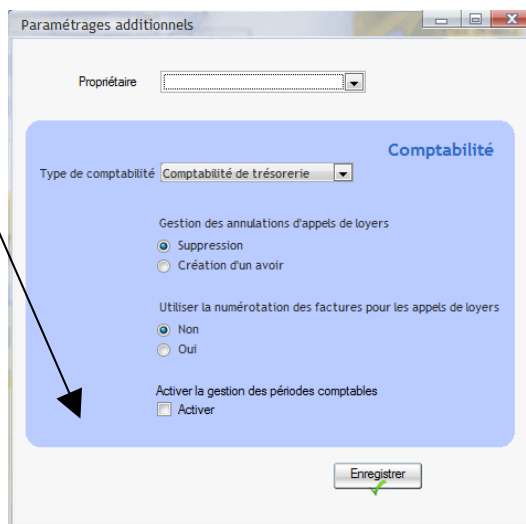 Paramétrages additionnels
Propriétaire
Comptabilité
Type de comptabilité Comptabilité de trésorerie
Gestion des annulations d'appels de loyers
Suppression
Création d'un avoir
Utiliser la numérotation des factures pour les appels de loyers
Non
Oui
Activer la gestion des périodes comptables
Activer
Enregistrer